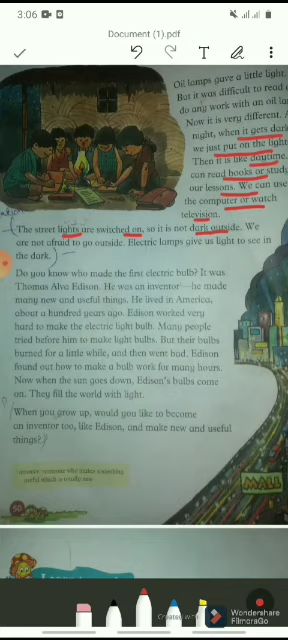 3:06
Document (1).pdf
T
Oil lamps gave a little light.
But it was difficult to read
do any work with an oil la
Now it is very different.
night, when it gets dark
we just put on the light
Then it is like daytime.
can read books or study
our lessons. We can use
the computer or watch
television.
The street lights are switched on, so it is not dark outside. We
are not afraid to go outside. Electric lamps give us light to see in
the dark.
Do you know who made the first electric bulb? It was
Thomas Alva Edison. He was an inventor—he made
many new and useful things. He lived in America,
about a hundred years ago. Edison worked very
hard to make the electric light bulb. Many people
tried before him to make light bulbs. But their bulbs
burned for a little while, and then went bad. Edison
found out how to make a bulb work for many hours.
Now when the sun goes down, Edison's bulbs come
on. They fill the world with light.
When you grow up, would you like to become
an inventor too, like Edison, and make new and useful
things?
MALL
Created with
Wondershare
FilmoraGo